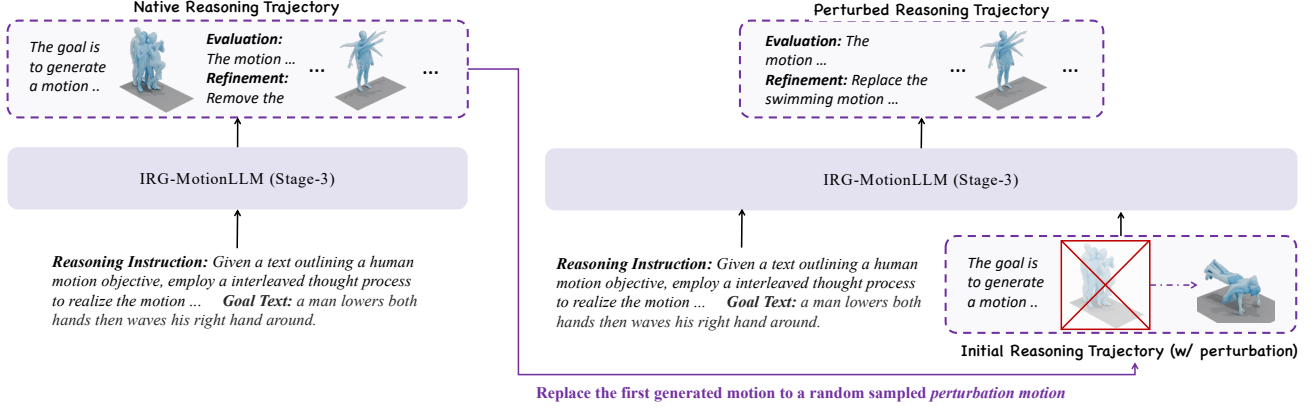 Native Reasoning Trajectory
The goal is
to generate
a motion ..
Evaluation:
The motion ...
Refinement:
Remove the
...
...
IRG-MotionLLM (Stage-3)
Reasoning Instruction: Given a text outlining a human
motion objective, employ a interleaved thought process
to realize the motion ... Goal Text: a man lowers both
hands then waves his right hand around.
Perturbed Reasoning Trajectory
Evaluation: The
motion ...
Refinement: Replace the
swimming motion ...
...
...
IRG-MotionLLM (Stage-3)
Reasoning Instruction: Given a text outlining a human
motion objective, employ a interleaved thought process
to realize the motion ... Goal Text: a man lowers both
hands then waves his right hand around.
The goal is
to generate
a motion ..
Initial Reasoning Trajectory (w/ perturbation)
Replace the first generated motion to a random sampled perturbation motion